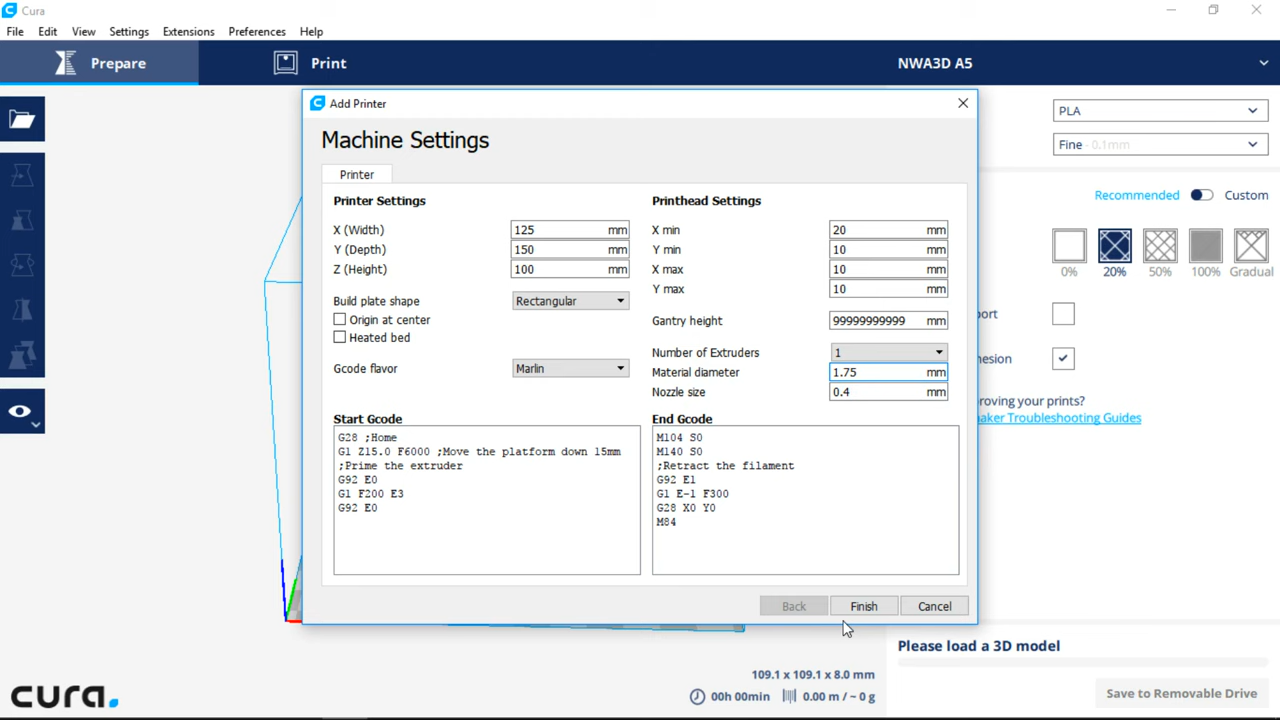 Cura
File Edit View Settings Extensions Preferences Help
Prepare Print NWA3D A5
Add Printer
Machine Settings
Printer
Printer Settings
X (Width) 125 mm
Y (Depth) 150 mm
Z (Height) 100 mm
Build plate shape Rectangular
Origin at center
Heated bed
Gcode flavor Marlin
Printhead Settings
X min 20 mm
Y min 10 mm
X max 10 mm
Y max 10 mm
Gantry height 99999999999 mm
Number of Extruders 1
Material diameter 1.75 mm
Nozzle size 0.4 mm
Start Gcode
G28 ;Home
G1 Z15.0 F6000 ;Move the platform down 15mm
;Prime the extruder
G92 E0
G1 F200 E3
G92 E0
End Gcode
M104 S0
M140 S0
;Retract the filament
G92 E1
G1 E-1 F300
G28 X0 Y0
M84
Back Finish Cancel
PLA
Fine - 0.1mm
Recommended Custom
0% 20% 50% 100% Gradual
port
hesion
roving your prints?
aker Troubleshooting Guides
Please load a 3D model
109.1 x 109.1 x 8.0 mm
00h 00min 0.00 m / ~ 0 g
Save to Removable Drive
cura.